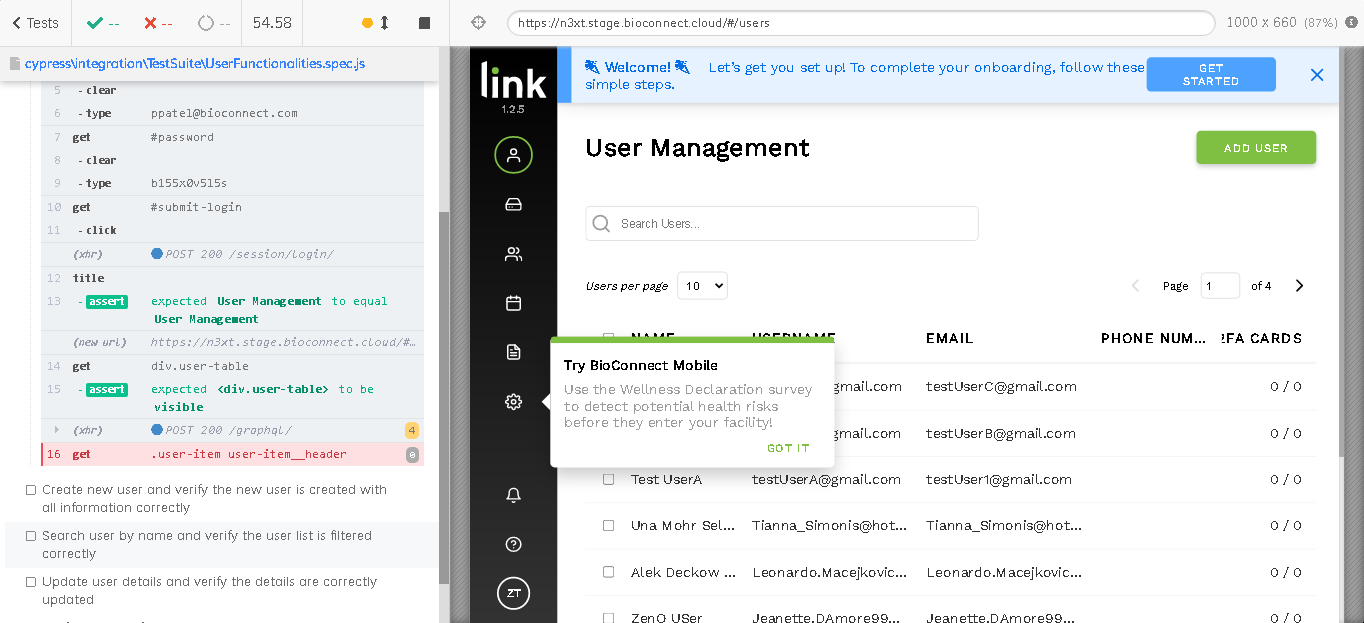 Tests
--
--
--
54.58
https://n3xt.stage.bioconnect.cloud/#/users
1000 x 660 (87%)
cypress\integration\TestSuite\UserFunctionalities.spec.js
5 - clear
6 - type ppatel@bioconnect.com
7 get #password
8 - clear
9 - type b155x0v5l5s
10 get #submit-login
11 - click
(xhr) POST 200 /session/login/
12 title
13 - assert expected User Management to equal
User Management
(new url) https://n3xt.stage.bioconnect.cloud/#…
14 get div.user-table
15 - assert expected <div.user-table> to be
visible
(xhr) POST 200 /graphql/ 4
16 get .user-item user-item__header 0
Create new user and verify the new user is created with
all information correctly
Search user by name and verify the user list is filtered
correctly
Update user details and verify the details are correctly
updated
link
1.2.5
ZT
Welcome! Let's get you set up! To complete your onboarding, follow these
simple steps.
GET
STARTED
User Management
ADD USER
Search Users...
Users per page 10
Page 1 of 4
NAME USERNAME EMAIL PHONE NUM... FA CARDS
gmail.com testUserC@gmail.com 0 / 0
gmail.com testUserB@gmail.com 0 / 0
Try BioConnect Mobile
Use the Wellness Declaration survey
to detect potential health risks
before they enter your facility!
GOT IT
Test UserA testUserA@gmail.com testUser1@gmail.com 0 / 0
Una Mohr Sel... Tianna_Simonis@hot... Tianna_Simonis@hot... 0 / 0
Alek Deckow ... Leonardo.Macejkovic... Leonardo.Macejkovic... 0 / 0
ZenQ USer Jeanette.DAmore99... Jeanette.DAmore99... 0 / 0